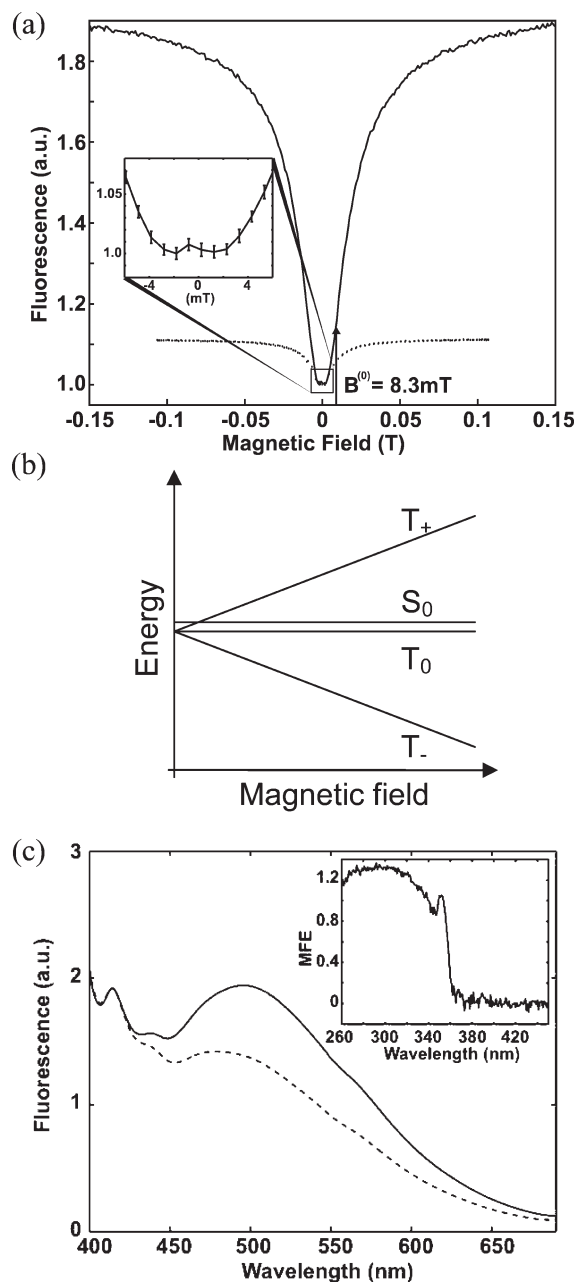 (a)
Fluorescence (a.u.)
1.8
1.6
1.4
1.2
1.0
1.05
1.0
-4 0 4
(mT)
B(0) = 8.3mT
-0.15 -0.1 -0.05 0 0.05 0.1 0.15
Magnetic Field (T)
(b)
Energy
T+
S0
T0
T-
Magnetic field
(c)
Fluorescence (a.u.)
3
2
1
0
MFE
1.2
0.8
0.4
0
260 300 340 380 420
Wavelength (nm)
400 450 500 550 600 650
Wavelength (nm)